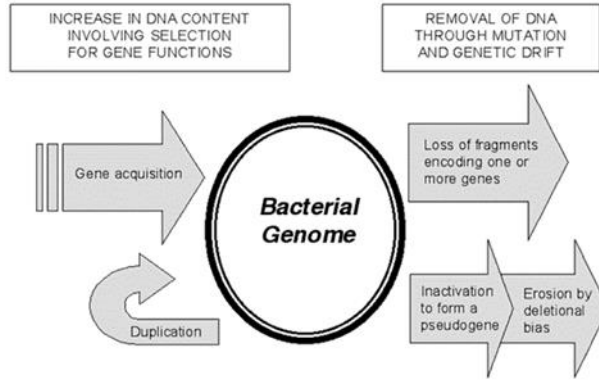 INCREASE IN DNA CONTENT
INVOLVING SELECTION
FOR GENE FUNCTIONS
REMOVAL OF DNA
THROUGH MUTATION
AND GENETIC DRIFT
Gene acquisition
Duplication
Bacterial
Genome
Loss of fragments
encoding one or
more genes
Inactivation
to form a
pseudogene
Erosion by
deletional
bias